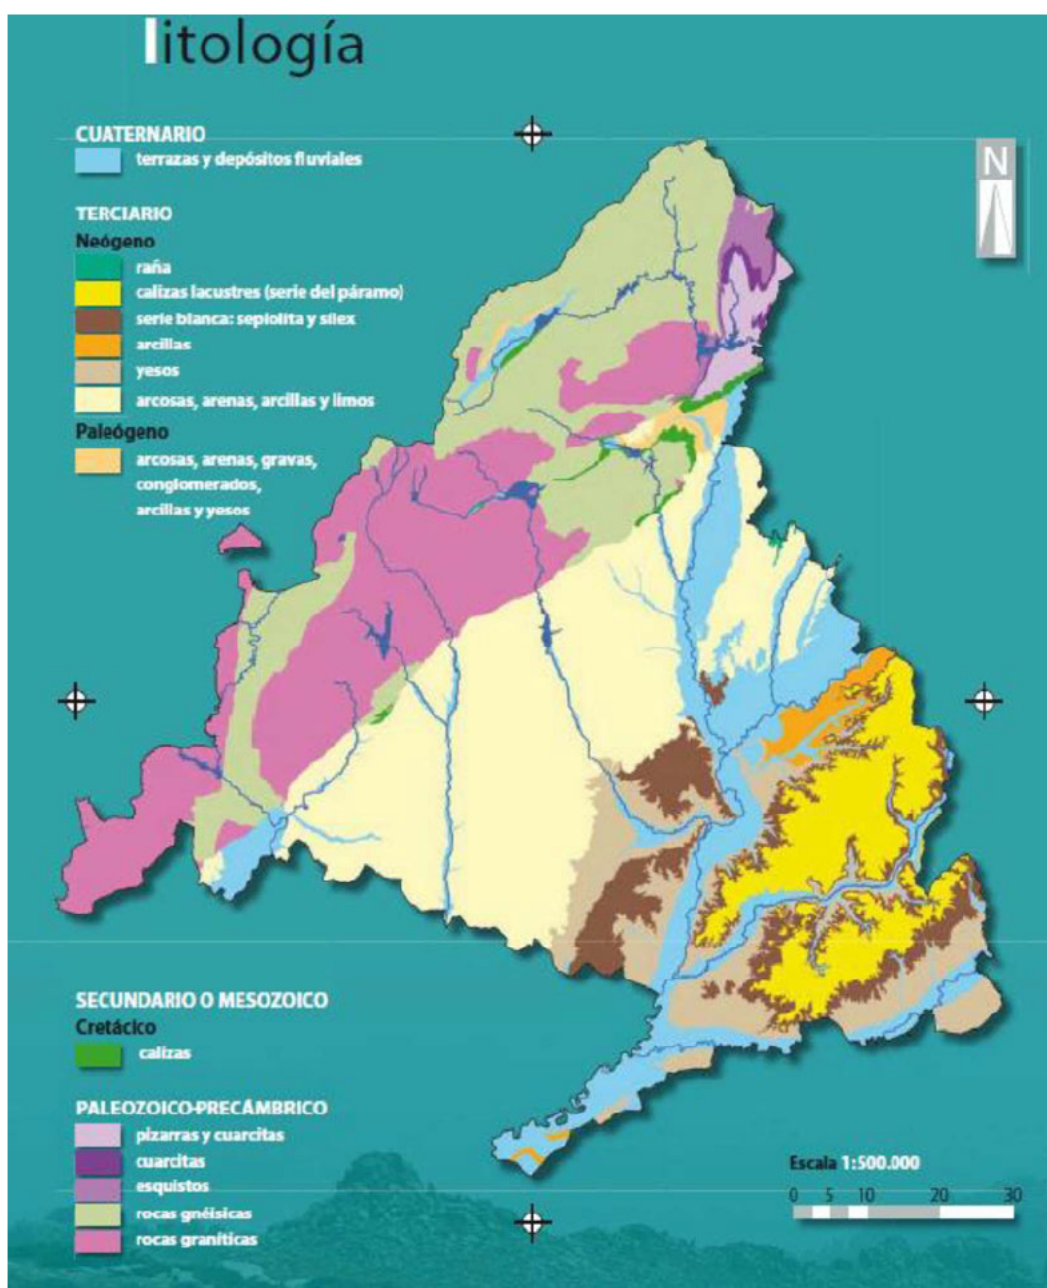 litología
CUATERNARIO
terrazas y depósitos fluviales
N
TERCIARIO
Neógeno
raña
calizas lacustres (serie del páramo)
serie blanca: sepiolita y sílex
arcillas
yesos
arcosas, arenas, arcillas y limos
Paleógeno
arcosas, arenas, gravas,
conglomerados,
arcillas y yesos
SECUNDARIO O MESOZOICO
Cretácico
calizas
PALEOZOICO-PRECÁMBRICO
pizarras y cuarcitas
cuarcitas
esquistos
rocas gnéisicas
rocas graníticas
Escala 1:500.000
0 5 10 20 30